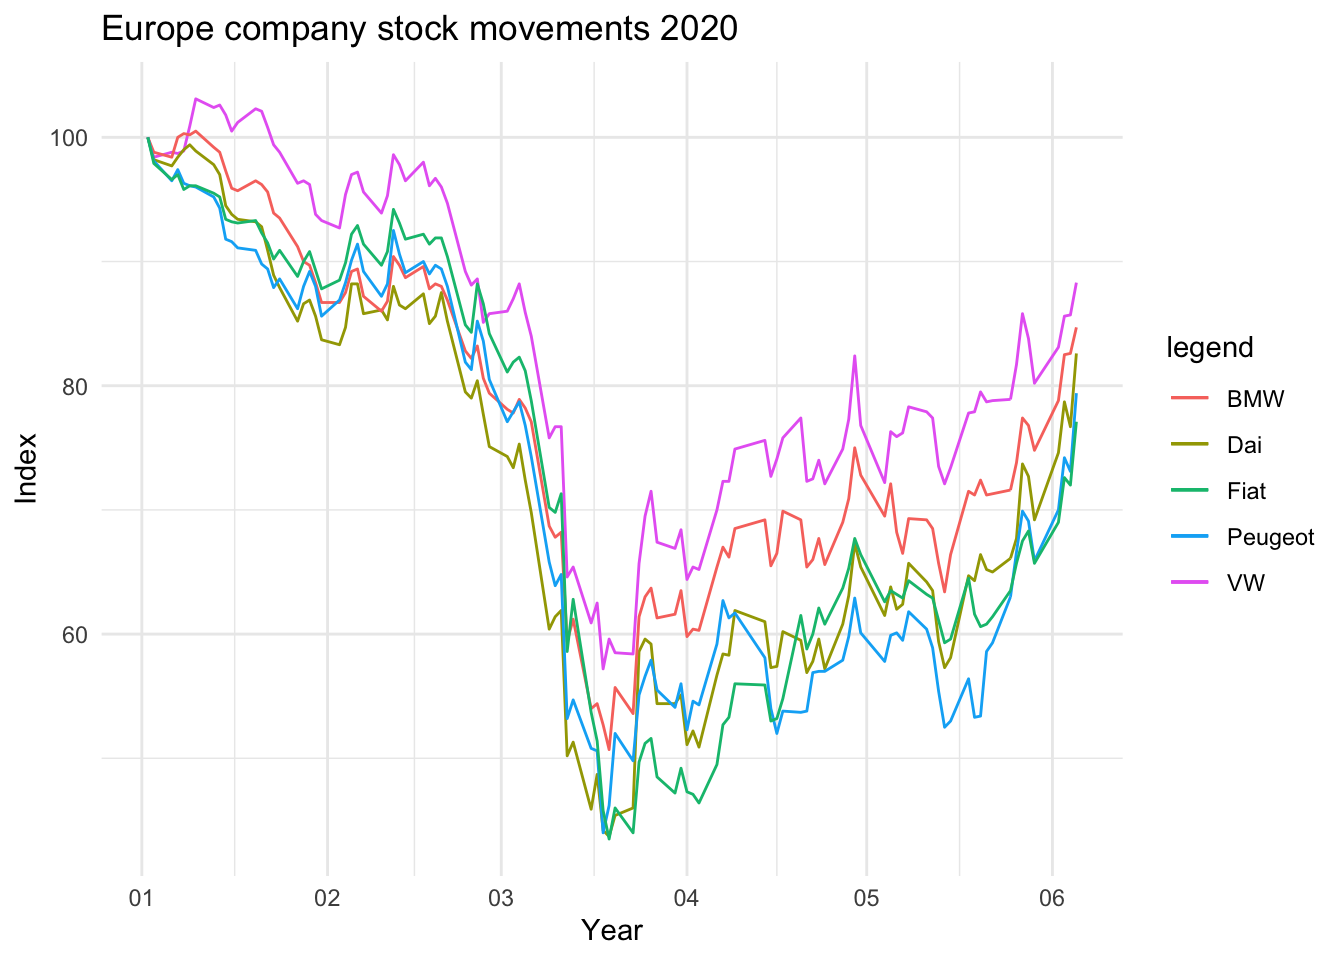 Europe company stock movements 2020
100
80
60
Index
01 02 03 04 05 06
Year
legend
BMW
Dai
Fiat
Peugeot
VW